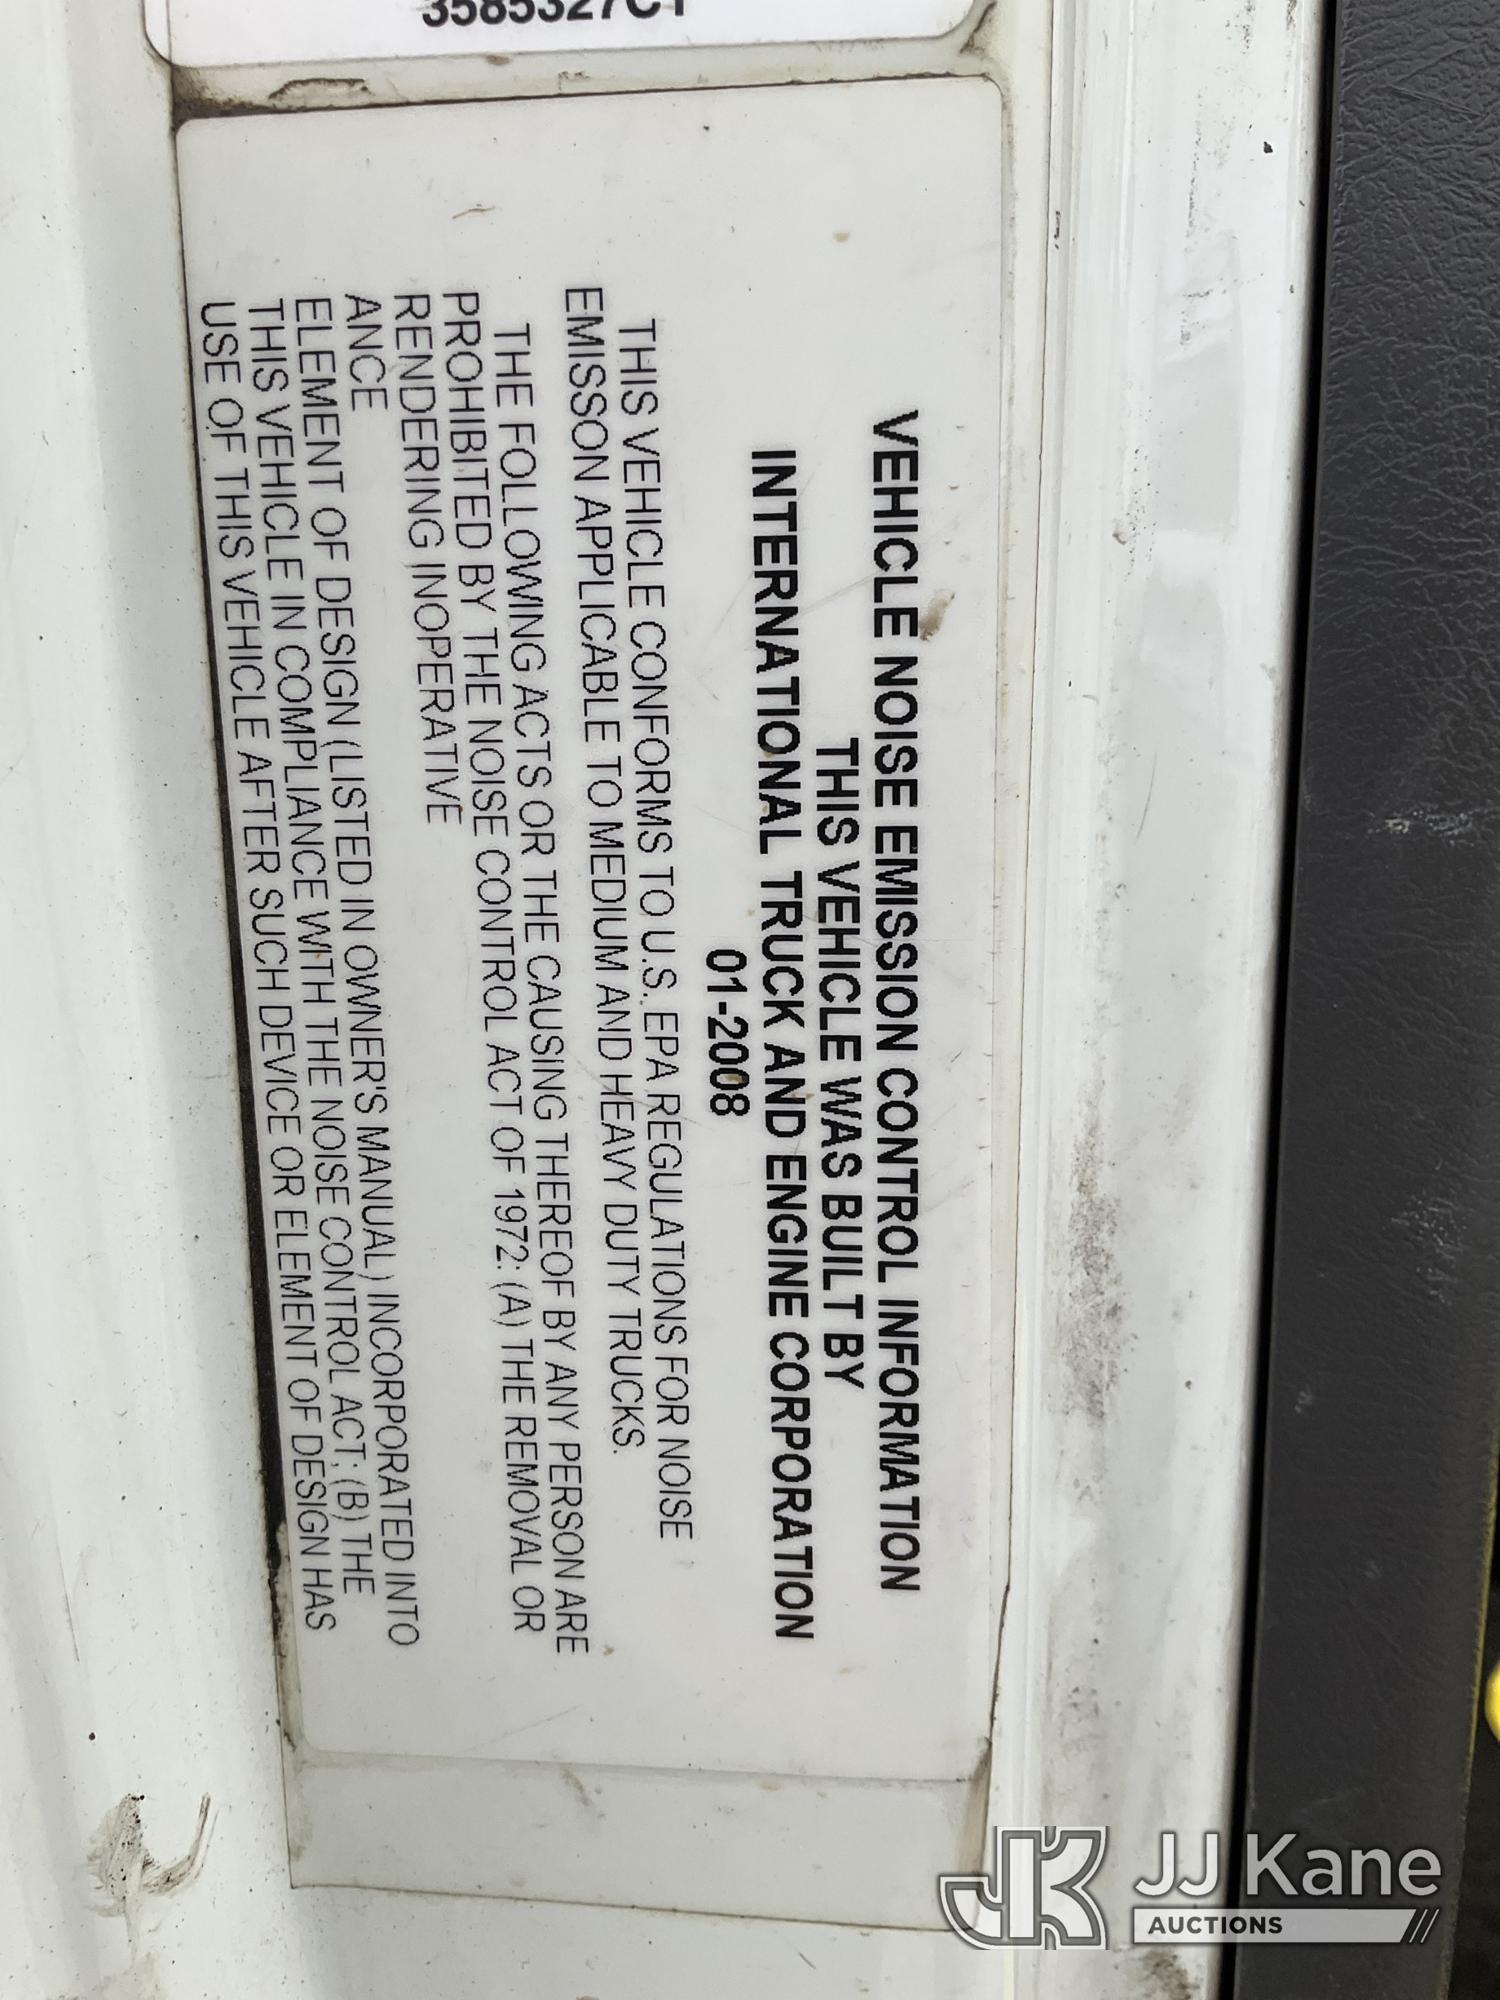 3585327C1
VEHICLE NOISE EMISSION CONTROL INFORMATION
THIS VEHICLE WAS BUILT BY
INTERNATIONAL TRUCK AND ENGINE CORPORATION
01-2008
THIS VEHICLE CONFORMS TO U.S. EPA REGULATIONS FOR NOISE
EMISSON APPLICABLE TO MEDIUM AND HEAVY DUTY TRUCKS.
THE FOLLOWING ACTS OR THE CAUSING THEREOF BY ANY PERSON ARE
PROHIBITED BY THE NOISE CONTROL ACT OF 1972: (A) THE REMOVAL OR
RENDERING INOPERATIVE
ANCE
ELEMENT OF DESIGN (LISTED IN OWNER'S MANUAL) INCORPORATED INTO
THIS VEHICLE IN COMPLIANCE WITH THE NOISE CONTROL ACT; (B) THE
USE OF THIS VEHICLE AFTER SUCH DEVICE OR ELEMENT OF DESIGN HAS
JK JJ Kane
AUCTIONS